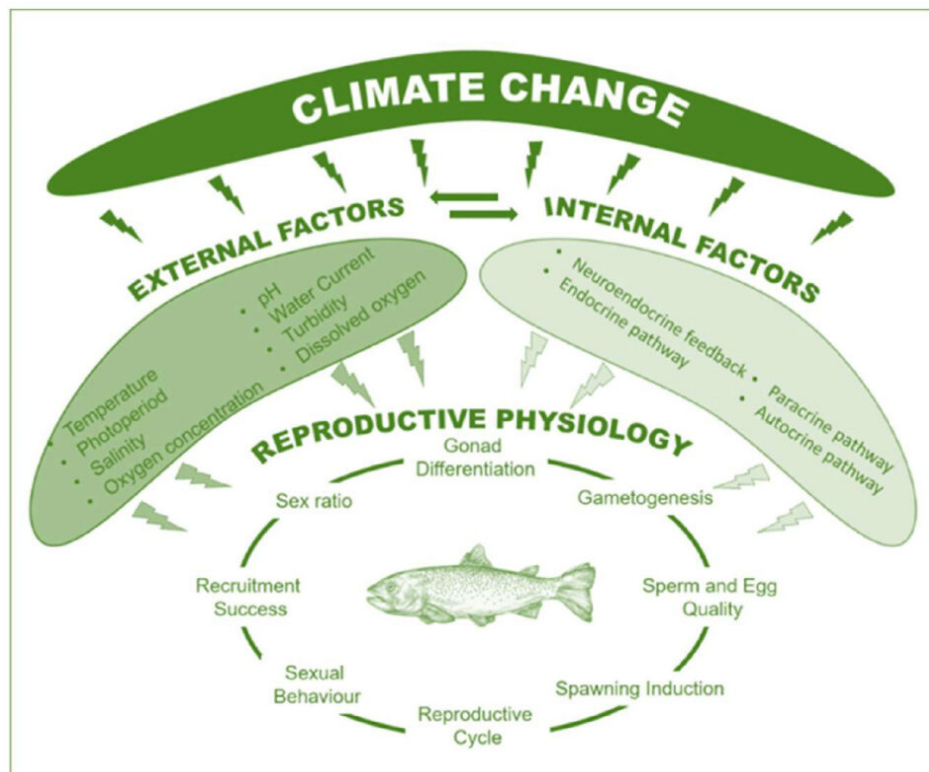 CLIMATE CHANGE
EXTERNAL FACTORS
INTERNAL FACTORS
• pH
• Water Current
• Turbidity
• Dissolved oxygen
• Temperature
• Photoperiod
• Salinity
• Oxygen concentration
• Neuroendocrine feedback
• Endocrine pathway
• Paracrine pathway
• Autocrine pathway
REPRODUCTIVE PHYSIOLOGY
Gonad
Differentiation
Gametogenesis
Sperm and Egg
Quality
Spawning Induction
Reproductive
Cycle
Sexual
Behaviour
Recruitment
Success
Sex ratio